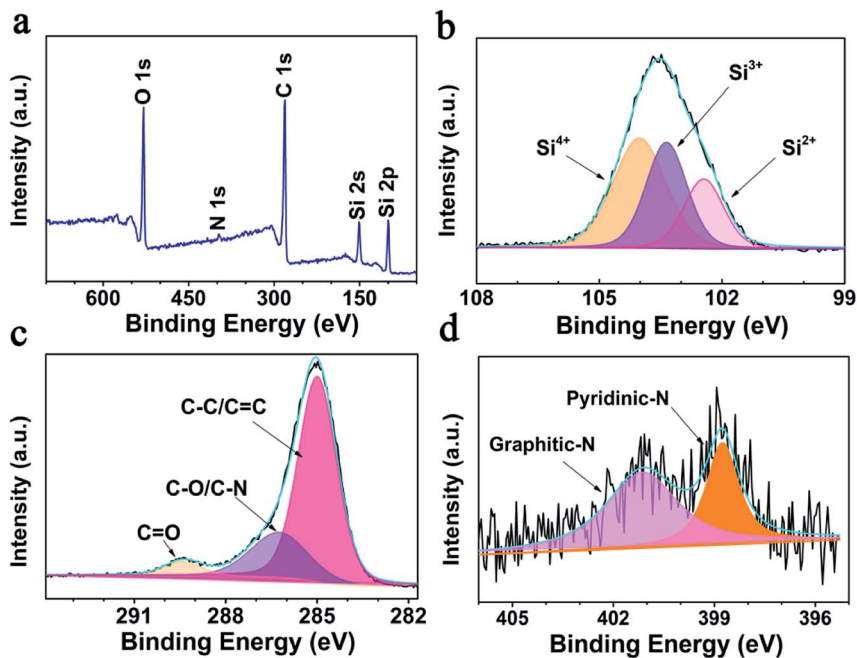 a
Intensity (a.u.)
O 1s
N 1s
C 1s
Si 2s
Si 2p
600 450 300 150
Binding Energy (eV)
b
Intensity (a.u.)
Si4+
Si3+
Si2+
108 105 102 99
Binding Energy (eV)
c
Intensity (a.u.)
C-C/C=C
C-O/C-N
C=O
291 288 285 282
Binding Energy (eV)
d
Intensity (a.u.)
Pyridinic-N
Graphitic-N
405 402 399 396
Binding Energy (eV)